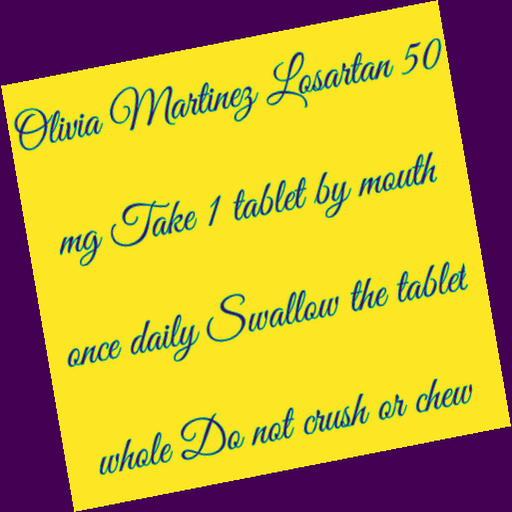 Olivia Martinez Losartan 50
mg Take 1 tablet by mouth
once daily Swallow the tablet
whole Do not crush or chew